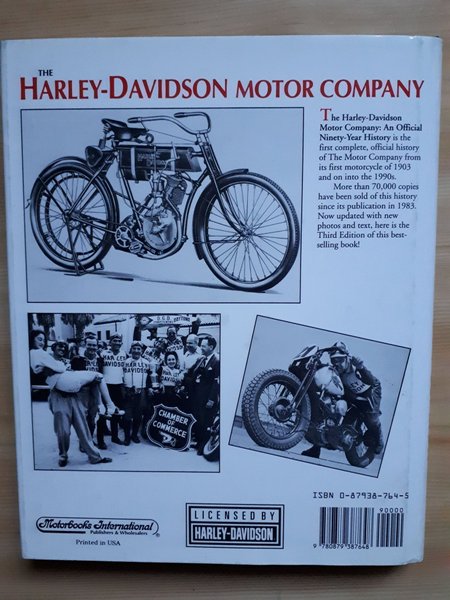 THE
HARLEY-DAVIDSON MOTOR COMPANY
The Harley-Davidson
Motor Company: An Official
Ninety-Year History is the
first complete, official history
of The Motor Company from
its first motorcycle of 1903
and on into the 1990s.
More than 70,000 copies
have been sold of this history
since its publication in 1983.
Now updated with new
photos and text, here is the
Third Edition of this best-
selling book!
HARLEY
DAVIDSON
HARLEY
DAVIDSON
CHAMBER
OF
COMMERCE
ISBN 0-87938-764-5
90000
9 780879 387648
Motorbooks International
Publishers & Wholesalers
®
Printed in USA
LICENSED BY
HARLEY-DAVIDSON